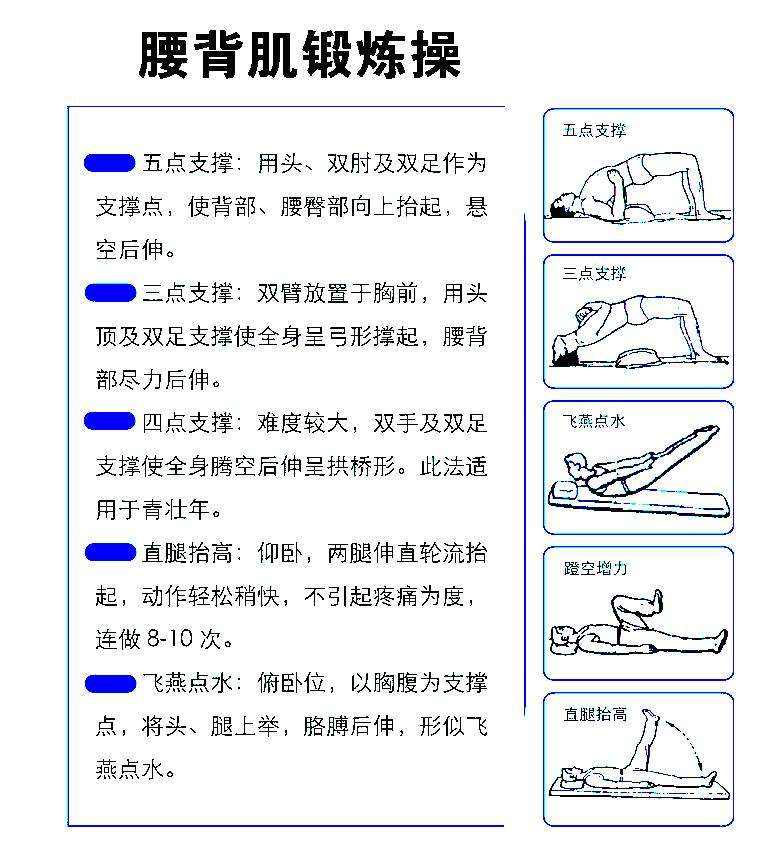 腰背肌锻炼操
五点支撑：用头、双肘及双足作为
支撑点，使背部、腰臀部向上抬起，悬
空后伸。
三点支撑：双臂放置于胸前，用头
顶及双足支撑使全身呈弓形撑起，腰背
部尽力后伸。
四点支撑：难度较大，双手及双足
支撑使全身腾空后伸呈拱桥形。此法适
用于青壮年。
直腿抬高：仰卧，两腿伸直轮流抬
起，动作轻松稍快，不引起疼痛为度，
连做8-10次。
飞燕点水：俯卧位，以胸腹为支撑
点，将头、腿上举，胳膊后伸，形似飞
燕点水。
五点支撑
三点支撑
飞燕点水
蹬空增力
直腿抬高